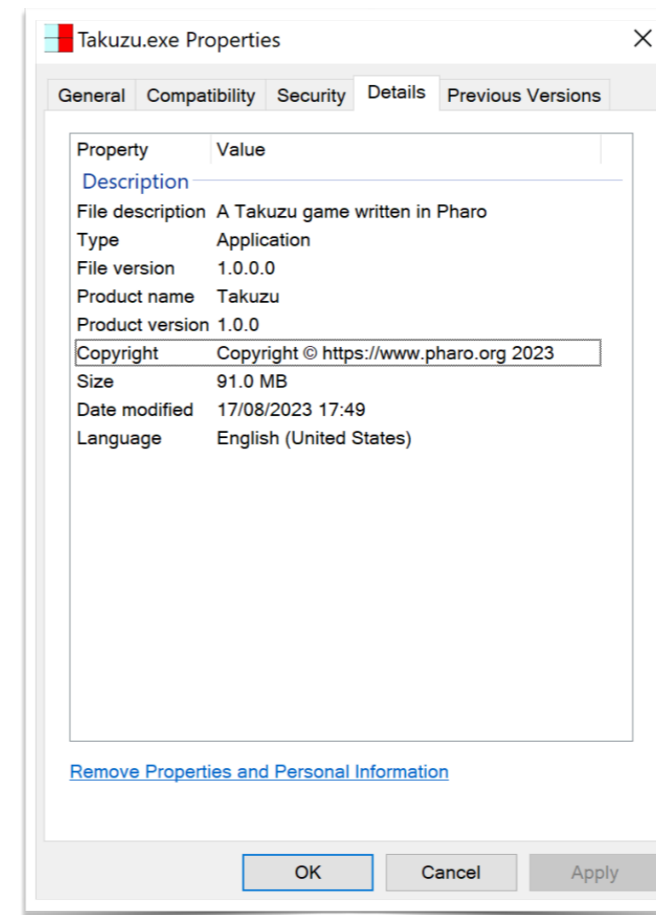 Takuzu.exe Properties
General Compatibility Security Details Previous Versions
Property Value
Description
File description A Takuzu game written in Pharo
Type Application
File version 1.0.0.0
Product name Takuzu
Product version 1.0.0
Copyright Copyright © https://www.pharo.org 2023
Size 91.0 MB
Date modified 17/08/2023 17:49
Language English (United States)
Remove Properties and Personal Information
OK Cancel Apply